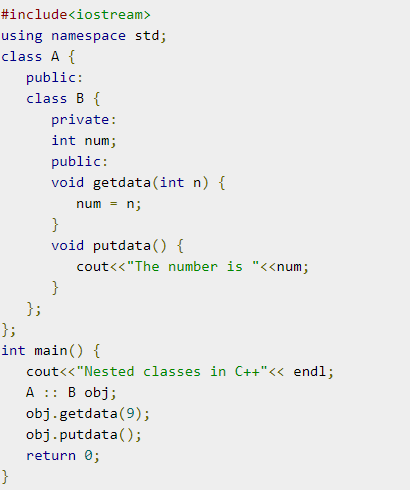 #include<iostream>
using namespace std;
class A {
   public:
   class B {
      private:
      int num;
      public:
      void getdata(int n) {
         num = n;
      }
      void putdata() {
         cout<<"The number is "<<num;
      }
   };
};
int main() {
   cout<<"Nested classes in C++"<< endl;
   A :: B obj;
   obj.getdata(9);
   obj.putdata();
   return 0;
}